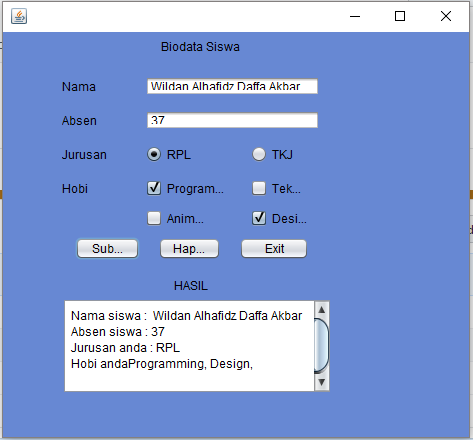 Biodata Siswa
Nama Wildan Alhafidz Daffa Akbar
Absen 37
Jurusan RPL TKJ
Hobi Program... Tek...
Anim... Desi...
Sub... Hap... Exit
HASIL
Nama siswa : Wildan Alhafidz Daffa Akbar
Absen siswa : 37
Jurusan anda : RPL
Hobi andaProgramming, Design,